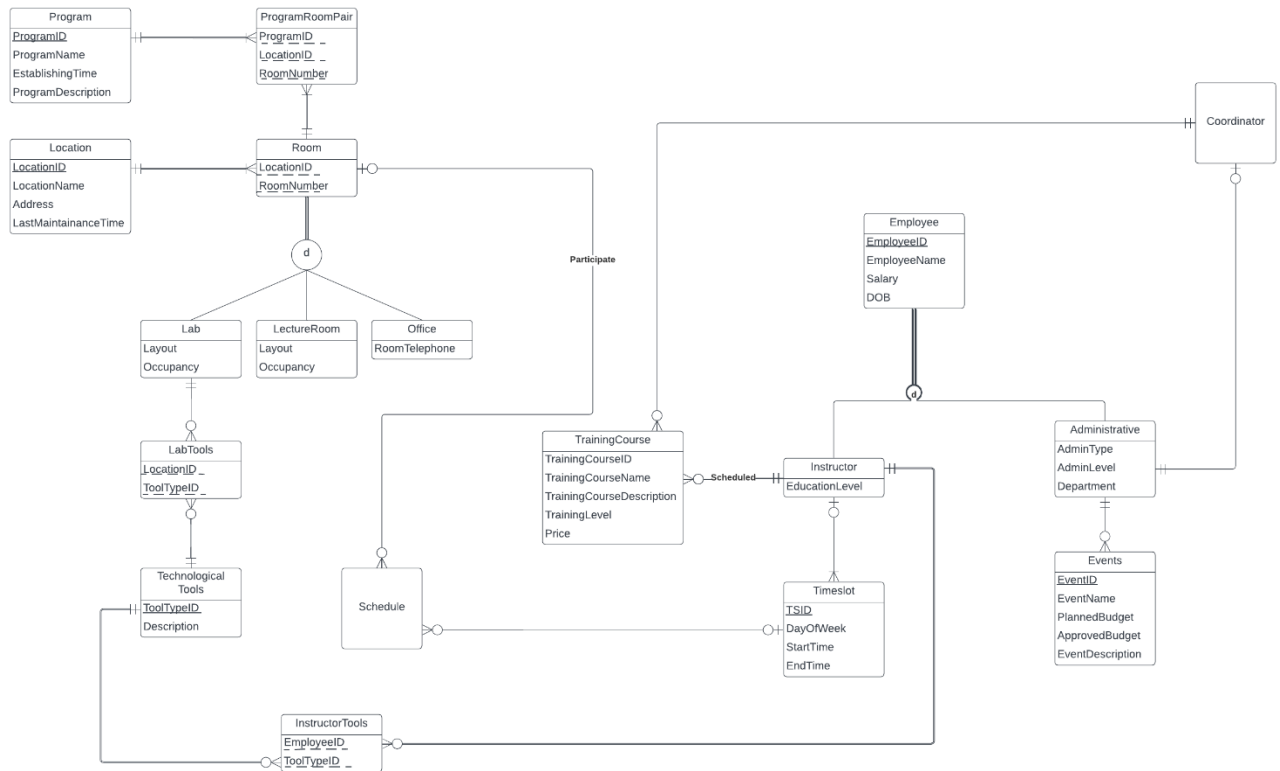 Program
ProgramID
ProgramName
EstablishingTime
ProgramDescription
ProgramRoomPair
ProgramID
LocationID
RoomNumber
Coordinator
Location
LocationID
LocationName
Address
LastMaintainanceTime
Room
LocationID
RoomNumber
d
Participate
Employee
EmployeeID
EmployeeName
Salary
DOB
d
Lab
Layout
Occupancy
LectureRoom
Layout
Occupancy
Office
RoomTelephone
LabTools
LocationID
ToolTypeID
TrainingCourse
TrainingCourseID
TrainingCourseName
TrainingCourseDescription
TrainingLevel
Price
Scheduled
Instructor
EducationLevel
Administrative
AdminType
AdminLevel
Department
Technological
Tools
ToolTypeID
Description
Schedule
Timeslot
TSID
DayOfWeek
StartTime
EndTime
Events
EventID
EventName
PlannedBudget
ApprovedBudget
EventDescription
InstructorTools
EmployeeID
ToolTypeID